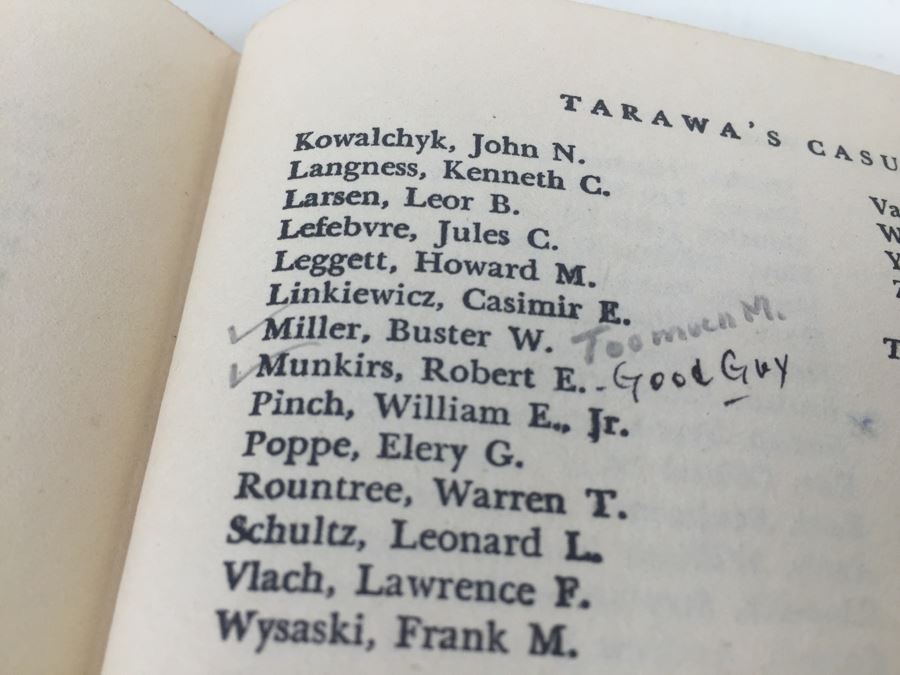 TARAWA'S CASU
Kowalchyk, John N.
Langness, Kenneth C.
Larsen, Leor B.
Lefebvre, Jules C.
Leggett, Howard M.
Linkiewicz, Casimir E.
Miller, Buster W. Too much M.
Munkirs, Robert E. - Good Guy
Pinch, William E., Jr.
Poppe, Elery G.
Rountree, Warren T.
Schultz, Leonard L.
Vlach, Lawrence F.
Wysaski, Frank M.
Va
W
Y
Z
T